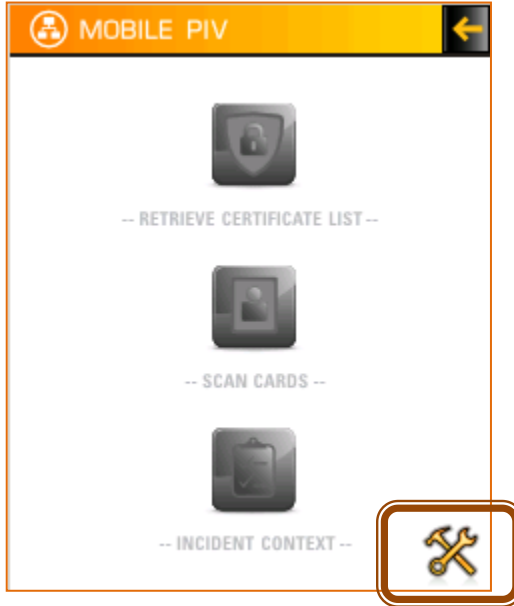 MOBILE PIV
-- RETRIEVE CERTIFICATE LIST --
-- SCAN CARDS --
-- INCIDENT CONTEXT --